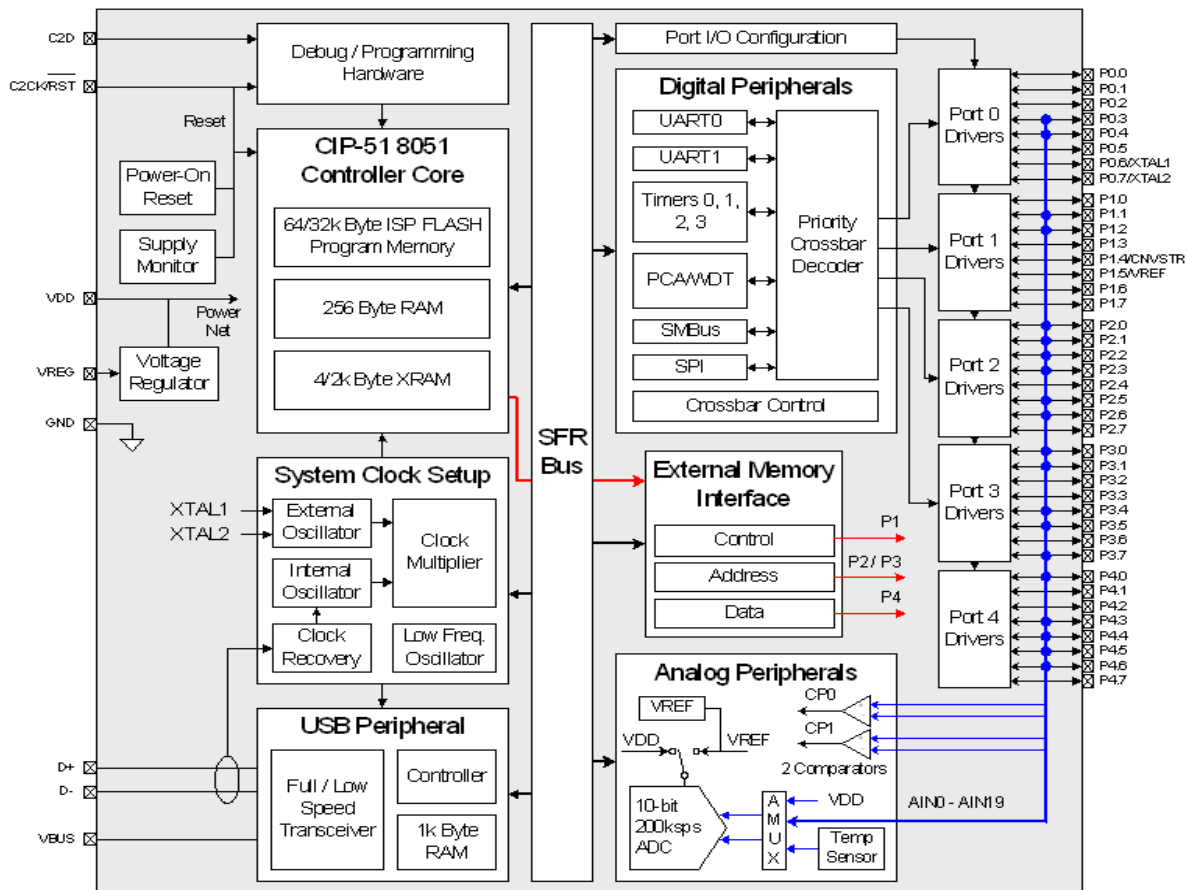 C2D
C2CK/RST
Debug / Programming
Hardware
Reset
Power-On
Reset
Supply
Monitor
VDD
Power
Net
VREG
Voltage
Regulator
GND
CIP-51 8051
Controller Core
64/32k Byte ISP FLASH
Program Memory
256 Byte RAM
4/2k Byte XRAM
System Clock Setup
XTAL1
XTAL2
External
Oscillator
Internal
Oscillator
Clock
Multiplier
Clock
Recovery
Low Freq.
Oscillator
USB Peripheral
D+
D-
VBUS
Full / Low
Speed
Transceiver
Controller
1k Byte
RAM
SFR
Bus
Port I/O Configuration
Digital Peripherals
UART0
UART1
Timers 0, 1,
2, 3
PCA/WDT
SMBus
SPI
Priority
Crossbar
Decoder
Crossbar Control
External Memory
Interface
Control
Address
Data
P1
P2 / P3
P4
Analog Peripherals
VREF
VDD
VREF
CP0
CP1
2 Comparators
10-bit
200ksps
ADC
A
M
U
X
VDD
Temp
Sensor
AIN0 - AIN19
Port 0
Drivers
Port 1
Drivers
Port 2
Drivers
Port 3
Drivers
Port 4
Drivers
P0.0
P0.1
P0.2
P0.3
P0.4
P0.5
P0.6/XTAL1
P0.7/XTAL2
P1.0
P1.1
P1.2
P1.3
P1.4/CNVSTR
P1.5/VREF
P1.6
P1.7
P2.0
P2.1
P2.2
P2.3
P2.4
P2.5
P2.6
P2.7
P3.0
P3.1
P3.2
P3.3
P3.4
P3.5
P3.6
P3.7
P4.0
P4.1
P4.2
P4.3
P4.4
P4.5
P4.6
P4.7